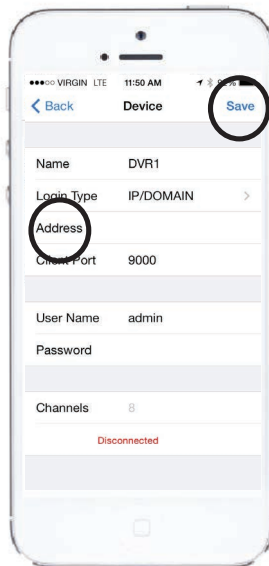 VIRGIN LTE 11:50 AM
Back Device Save
Name DVR1
Login Type IP/DOMAIN
Address
Client Port 9000
User Name admin
Password
Channels 8
Disconnected